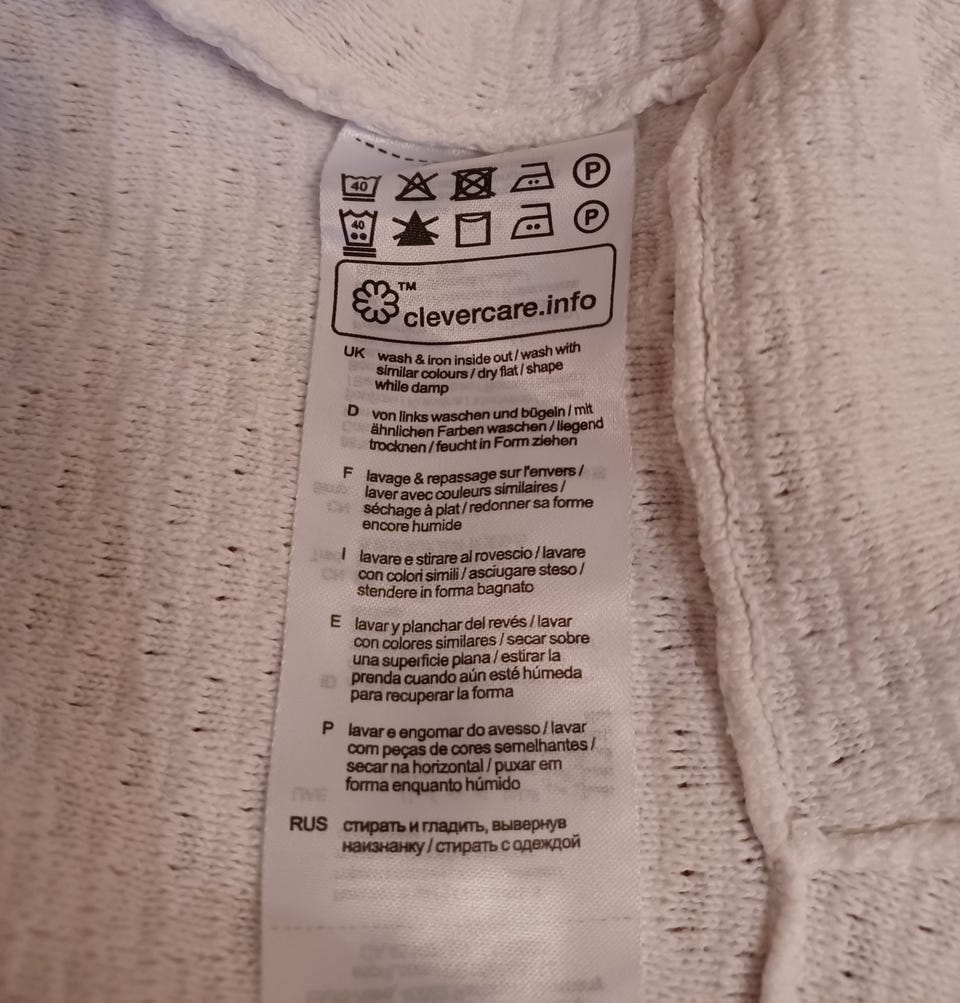 40 P
40 P
™
clevercare.info
UK wash & iron inside out / wash with
similar colours / dry flat / shape
while damp
D von links waschen und bügeln / mit
ähnlichen Farben waschen / liegend
trocknen / feucht in Form ziehen
F lavage & repassage sur l'envers /
laver avec couleurs similaires /
séchage à plat / redonner sa forme
encore humide
I lavare e stirare al rovescio / lavare
con colori simili / asciugare steso /
stendere in forma bagnato
E lavar y planchar del revés / lavar
con colores similares / secar sobre
una superficie plana / estirar la
prenda cuando aún esté húmeda
para recuperar la forma
P lavar e engomar do avesso / lavar
com peças de cores semelhantes /
secar na horizontal / puxar em
forma enquanto húmido
RUS стирать и гладить, вывернув
наизнанку / стирать с одеждой